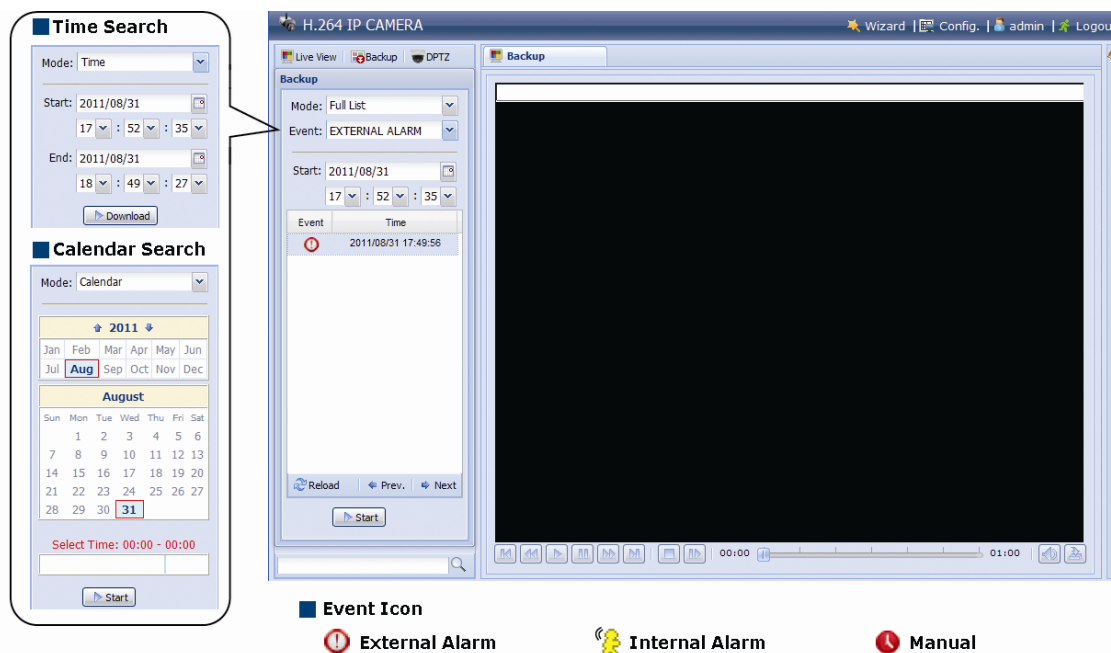 Time Search
Mode: Time
Start: 2011/08/31
17 : 52 : 35
End: 2011/08/31
18 : 49 : 27
Download
Calendar Search
Mode: Calendar
2011
Jan Feb Mar Apr May Jun
Jul Aug Sep Oct Nov Dec
August
Sun Mon Tue Wed Thu Fri Sat
1 2 3 4 5 6
7 8 9 10 11 12 13
14 15 16 17 18 19 20
21 22 23 24 25 26 27
28 29 30 31
Select Time: 00:00 - 00:00
Start
H.264 IP CAMERA
Wizard | Config. | admin | Logou
Live View Backup DPTZ
Backup
Mode: Full List
Event: EXTERNAL ALARM
Start: 2011/08/31
17 : 52 : 35
Event Time
2011/08/31 17:49:56
Reload Prev. Next
Start
Backup
00:00 01:00
Event Icon
External Alarm Internal Alarm Manual